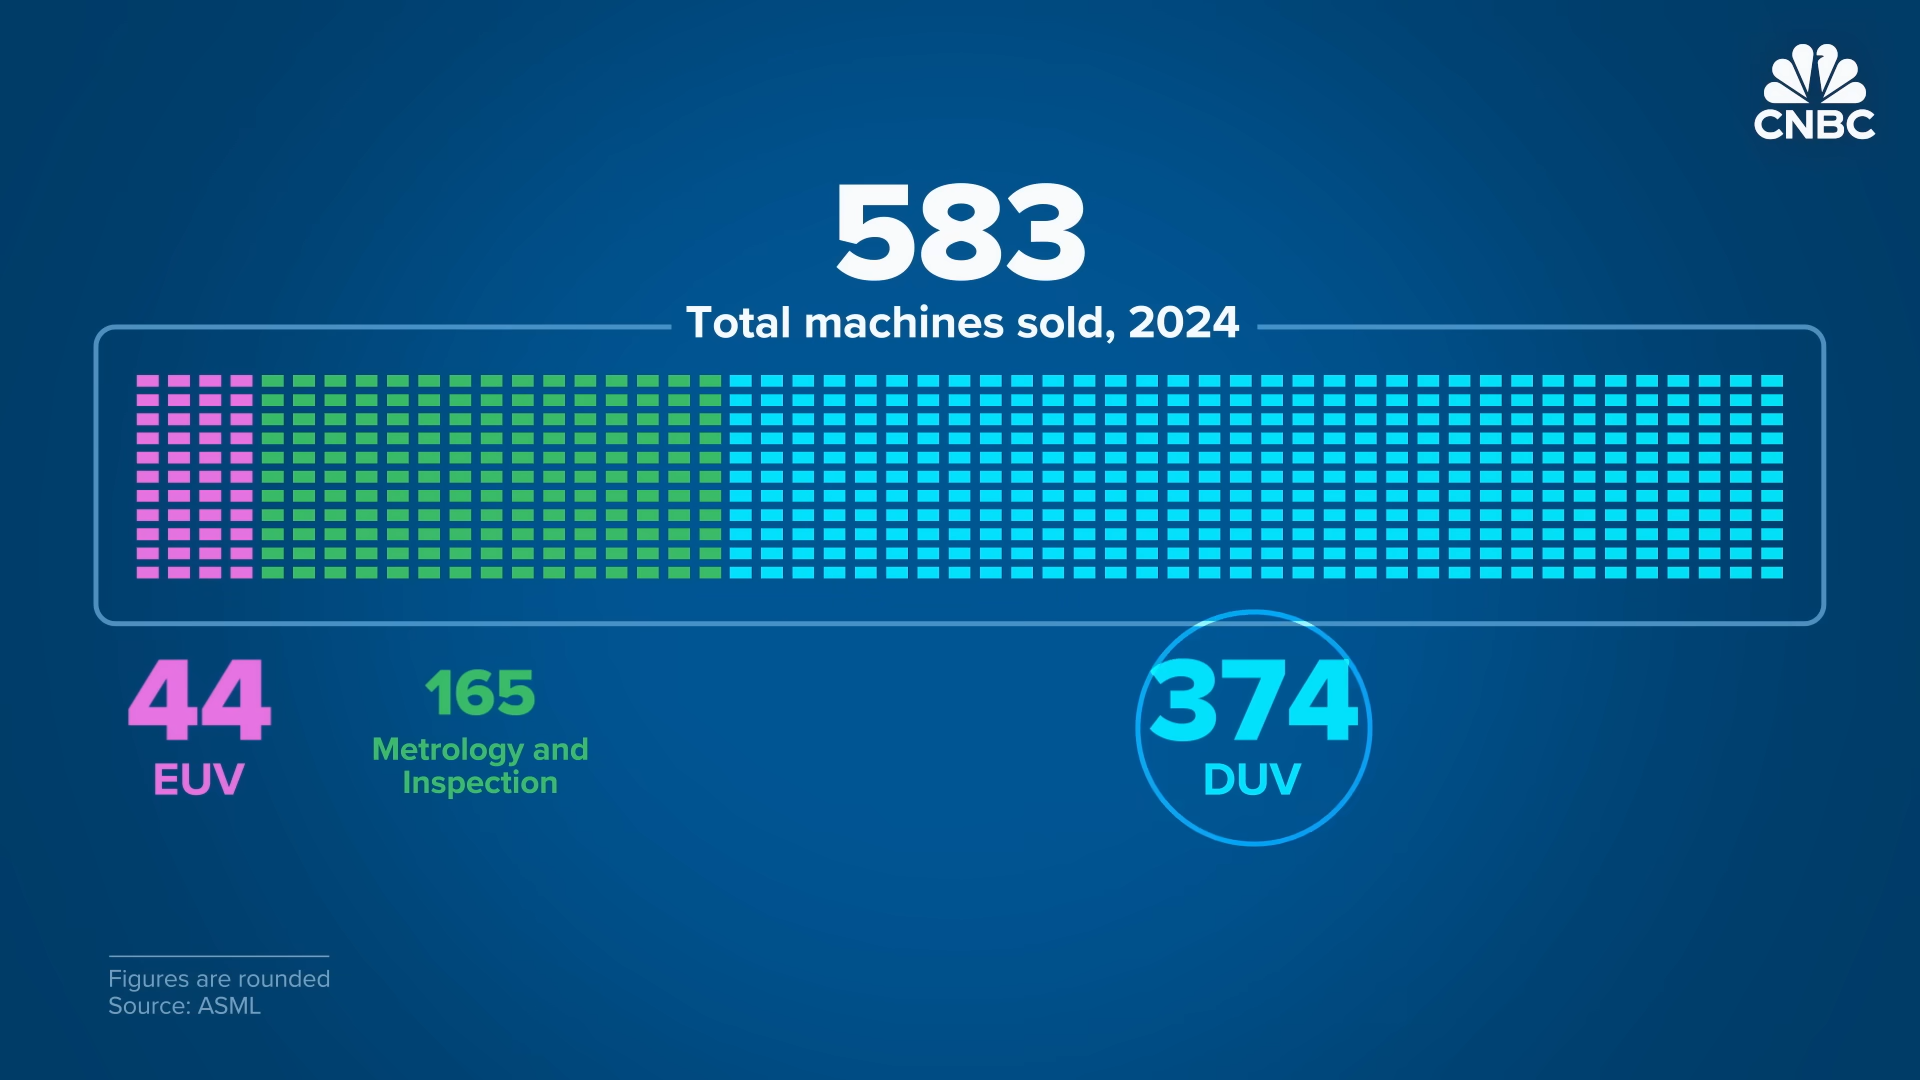 CNBC
583
Total machines sold, 2024
44
EUV
165
Metrology and
Inspection
374
DUV
Figures are rounded
Source: ASML